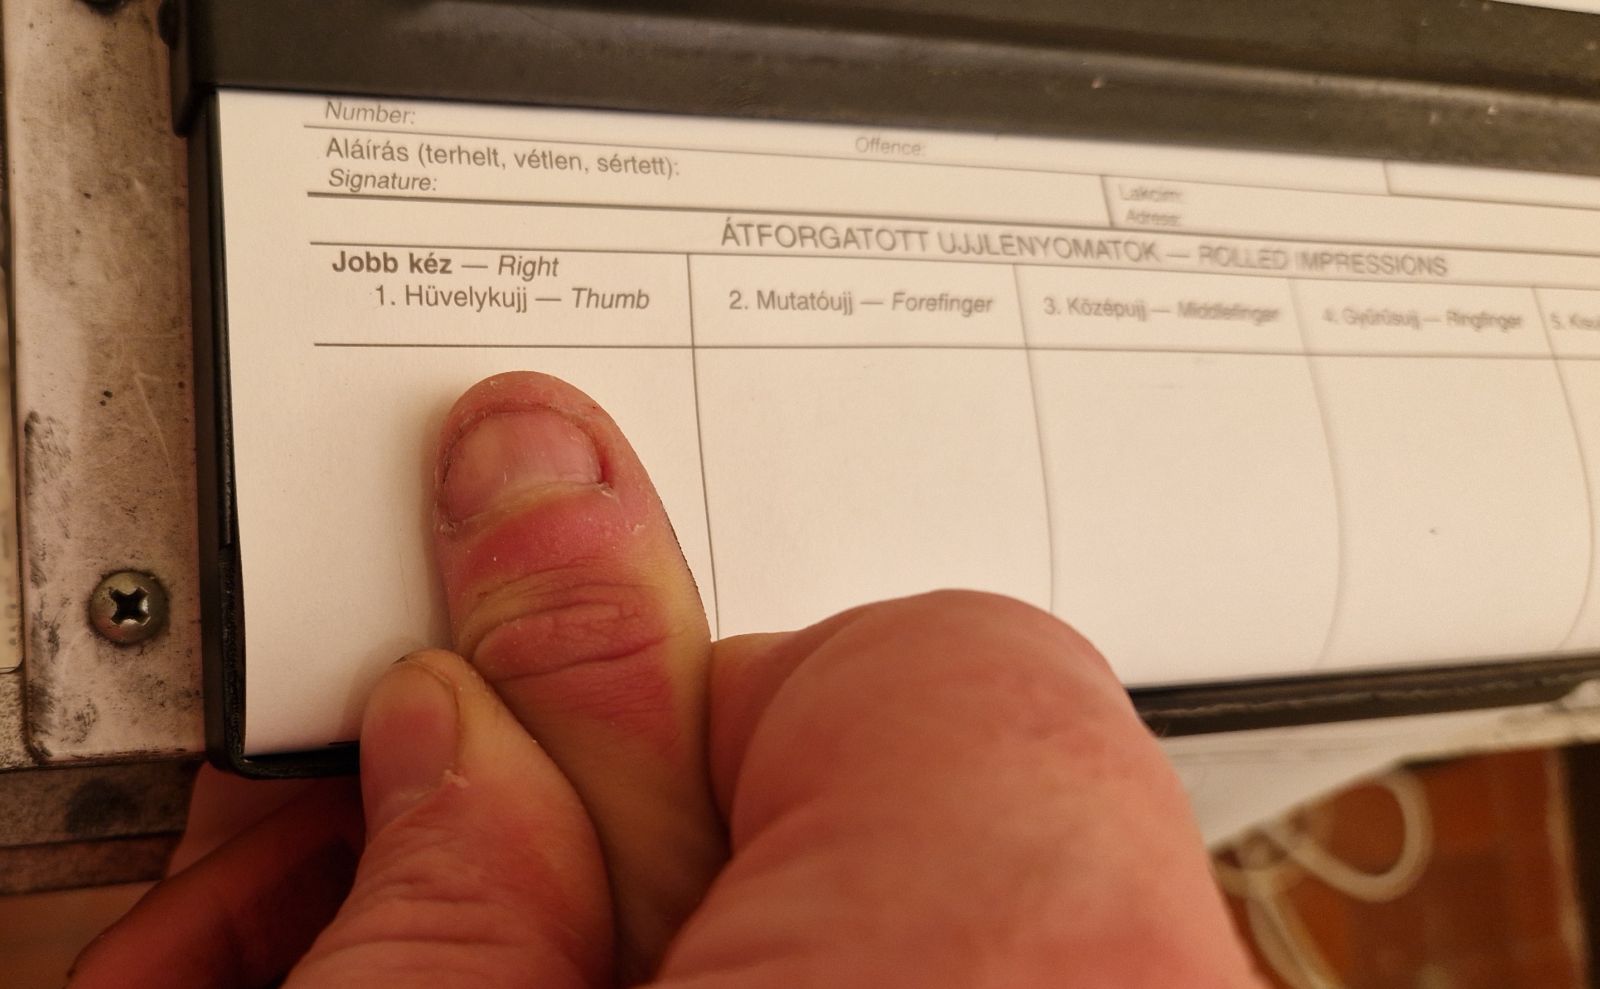 Number:
Offence:
Aláírás (terhelt, vétlen, sértett):
Signature:
Lakcím:
Adress:
ÁTFORGATOTT UJJLENYOMATOK — ROLLED IMPRESSIONS
Jobb kéz — Right
1. Hüvelykujj — Thumb
2. Mutatóujj — Forefinger
3. Középujj — Middlefinger
4. Gyűrűsujj — Ringfinger
5.